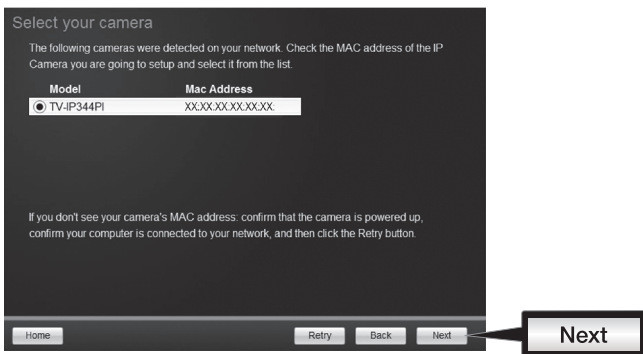 Select your camera
The following cameras were detected on your network. Check the MAC address of the IP
Camera you are going to setup and select it from the list.
Model Mac Address
TV-IP344PI XX:XX:XX:XX:XX:XX:
If you don't see your camera's MAC address: confirm that the camera is powered up,
confirm your computer is connected to your network, and then click the Retry button.
Home Retry Back Next
Next